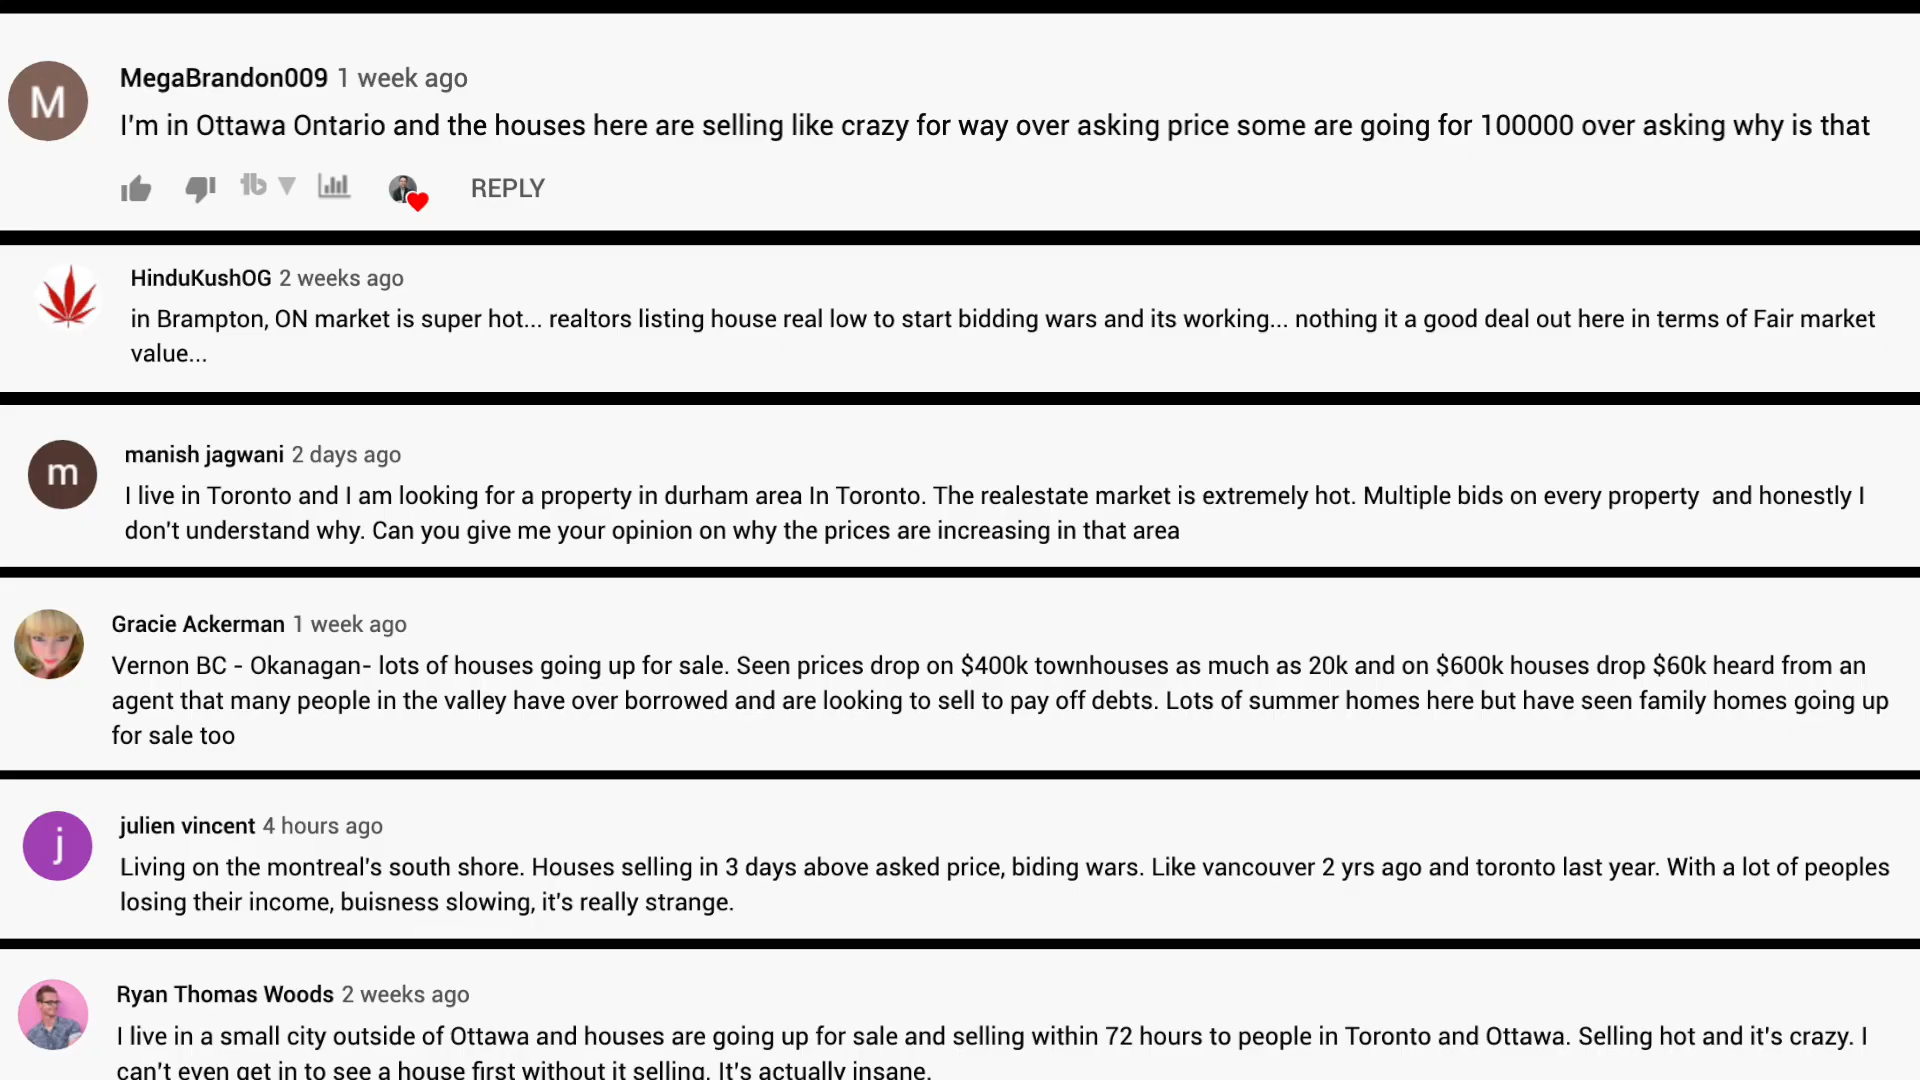 M
MegaBrandon009 1 week ago
I'm in Ottawa Ontario and the houses here are selling like crazy for way over asking price some are going for 100000 over asking why is that
REPLY
HinduKushOG 2 weeks ago
in Brampton, ON market is super hot... realtors listing house real low to start bidding wars and its working... nothing it a good deal out here in terms of Fair market
value...
m
manish jagwani 2 days ago
I live in Toronto and I am looking for a property in durham area In Toronto. The realestate market is extremely hot. Multiple bids on every property and honestly I
don't understand why. Can you give me your opinion on why the prices are increasing in that area
Gracie Ackerman 1 week ago
Vernon BC - Okanagan- lots of houses going up for sale. Seen prices drop on $400k townhouses as much as 20k and on $600k houses drop $60k heard from an
agent that many people in the valley have over borrowed and are looking to sell to pay off debts. Lots of summer homes here but have seen family homes going up
for sale too
j
julien vincent 4 hours ago
Living on the montreal's south shore. Houses selling in 3 days above asked price, biding wars. Like vancouver 2 yrs ago and toronto last year. With a lot of peoples
losing their income, buisness slowing, it's really strange.
Ryan Thomas Woods 2 weeks ago
I live in a small city outside of Ottawa and houses are going up for sale and selling within 72 hours to people in Toronto and Ottawa. Selling hot and it's crazy. I
can't even get in to see a house first without it selling. It's actually insane.